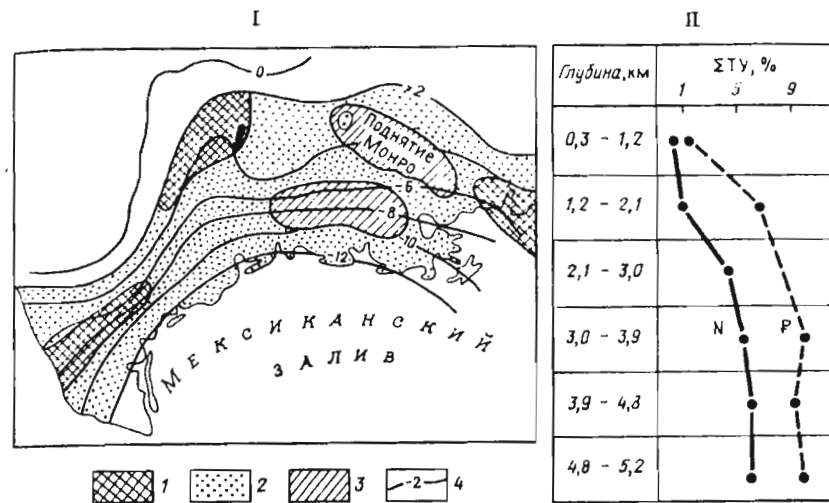 I
II
0
+2
Поднятие
Монро
-6
-8
-10
-12
МЕКСИКАНСКИЙ
ЗАЛИВ
1
2
3
-2
4
Глубина, км
ΣТУ, %
1
5
9
0,3 - 1,2
1,2 - 2,1
2,1 - 3,0
3,0 - 3,9
N
P
3,9 - 4,8
4,8 - 5,2